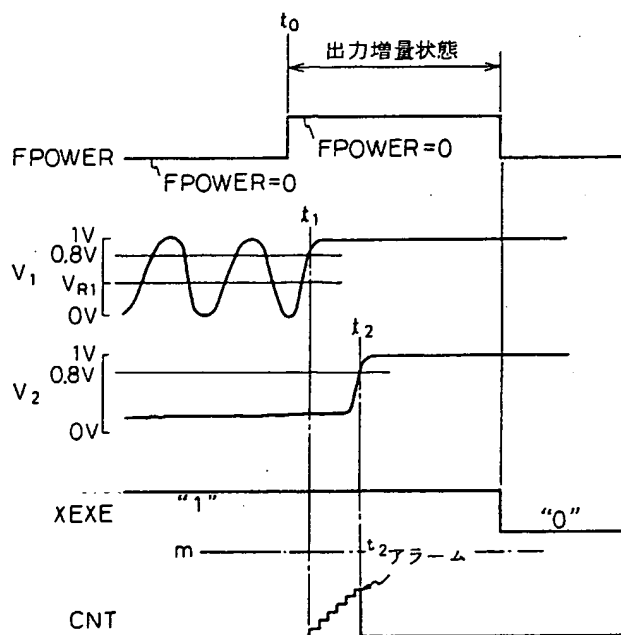 t₀
出力増量状態
FPOWER
FPOWER=0
FPOWER=0
t₁
V₁
1V
0.8V
VR1
0V
t₂
V₂
1V
0.8V
0V
XEXE
"1"
"0"
m
t₂
アラーム
CNT